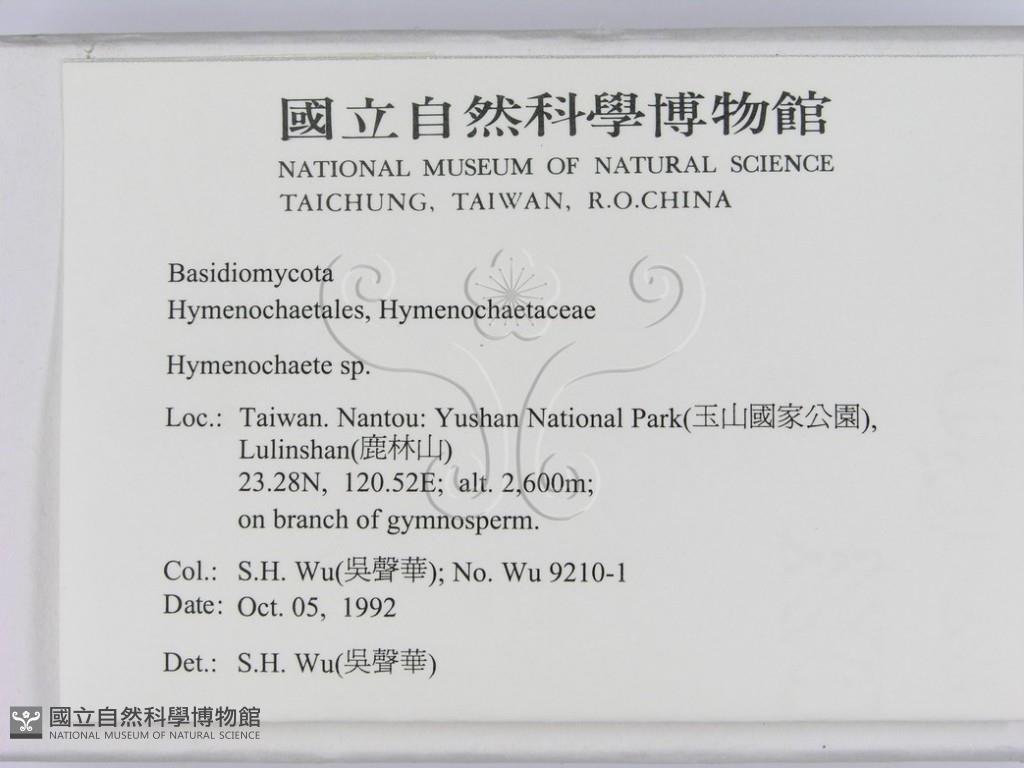 國立自然科學博物館
NATIONAL MUSEUM OF NATURAL SCIENCE
TAICHUNG, TAIWAN, R.O.CHINA
Basidiomycota
Hymenochaetales, Hymenochaetaceae
Hymenochaete sp.
Loc.: Taiwan. Nantou: Yushan National Park(玉山國家公園),
Lulinshan(鹿林山)
23.28N, 120.52E; alt. 2,600m;
on branch of gymnosperm.
Col.: S.H. Wu(吳聲華); No. Wu 9210-1
Date: Oct. 05, 1992
Det.: S.H. Wu(吳聲華)
國立自然科學博物館
NATIONAL MUSEUM OF NATURAL SCIENCE